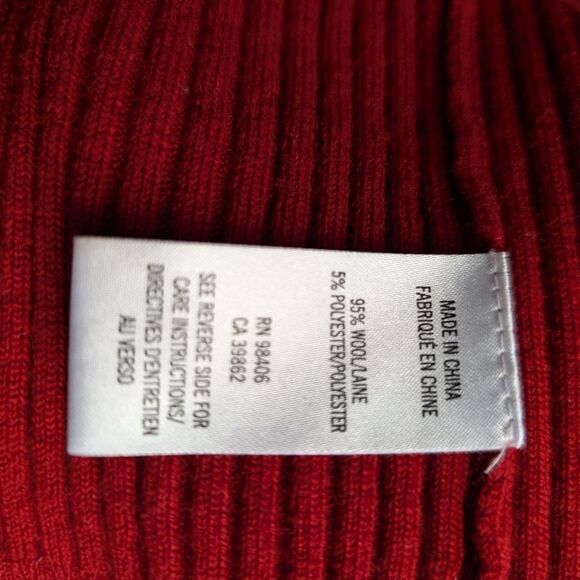 MADE IN CHINA
FABRIQUÉ EN CHINE
95% WOOL/LAINE
5% POLYESTER/POLYESTER
RN 98406
CA 39862
SEE REVERSE SIDE FOR
CARE INSTRUCTIONS/
DIRECTIVES D'ENTRETIEN
AU VERSO